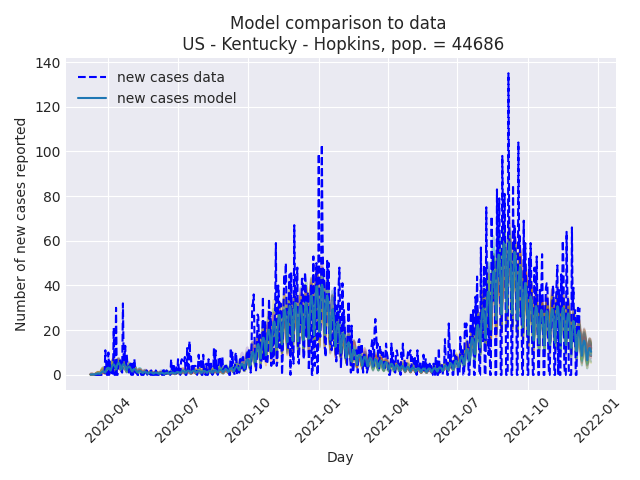 Model comparison to data
US - Kentucky - Hopkins, pop. = 44686
new cases data
new cases model
Number of new cases reported
140
120
100
80
60
40
20
0
2020-04
2020-07
2020-10
2021-01
2021-04
2021-07
2021-10
2022-01
Day